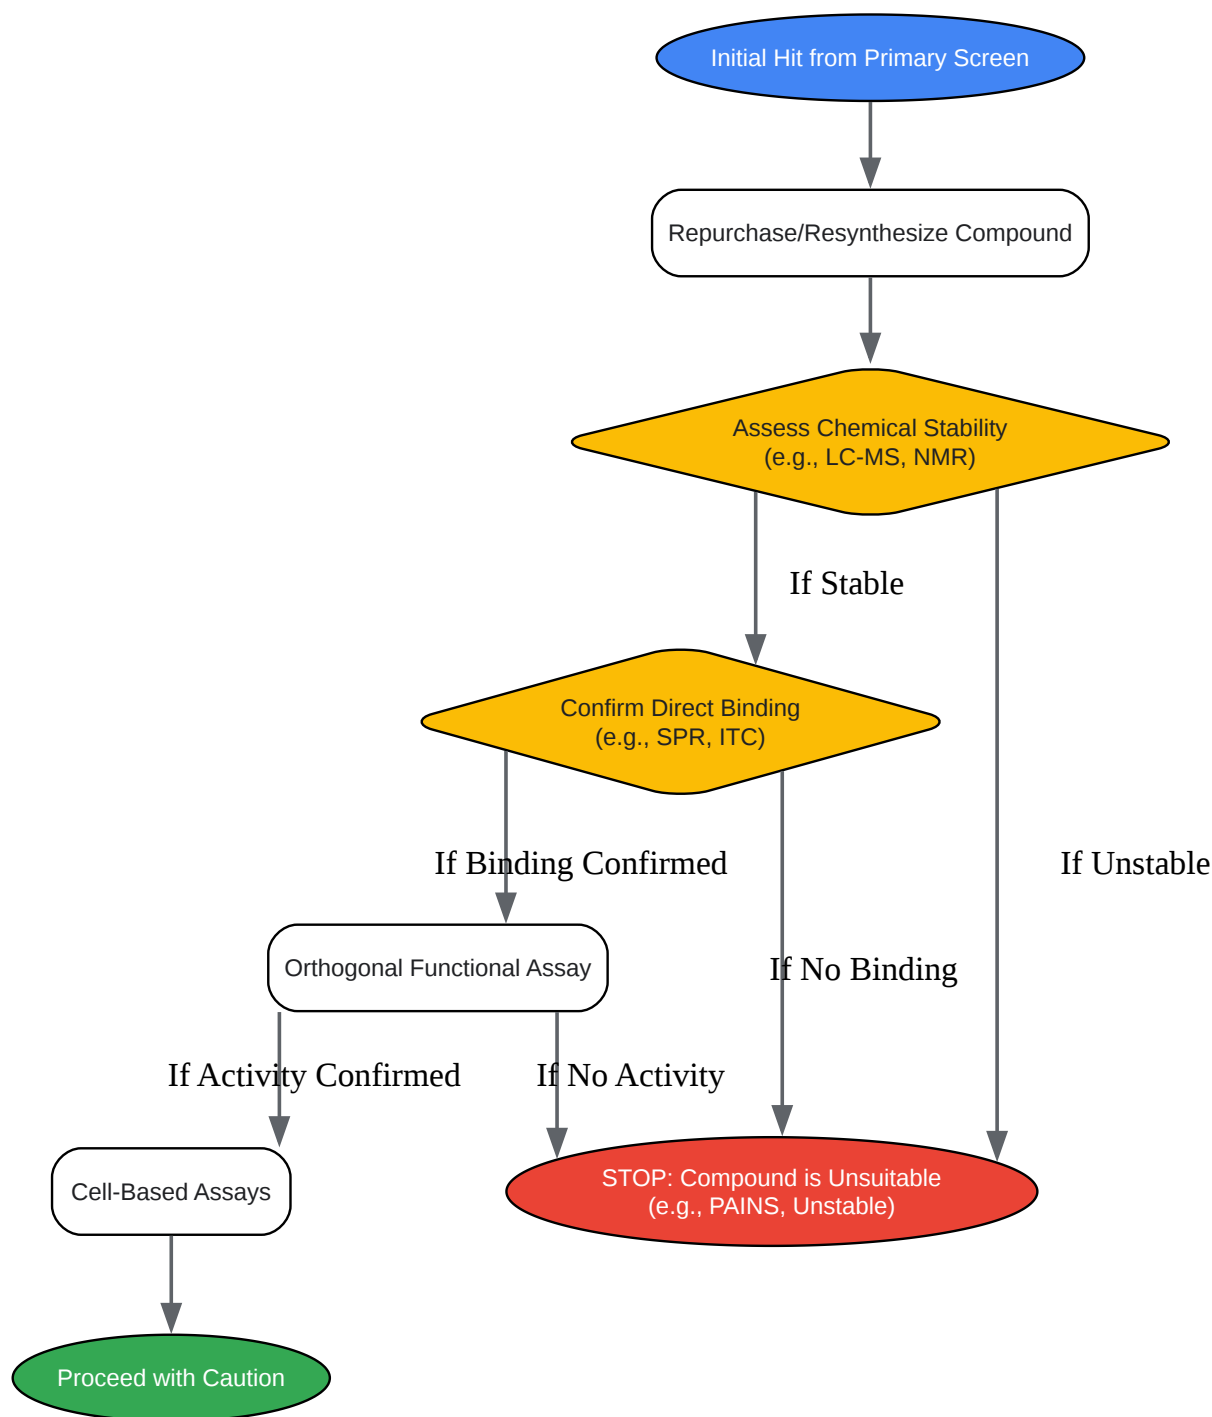 Initial Hit from Primary Screen
Repurchase/Resynthesize Compound
Assess Chemical Stability
(e.g., LC-MS, NMR)
If Stable
Confirm Direct Binding
(e.g., SPR, ITC)
If Binding Confirmed
If Unstable
Orthogonal Functional Assay
If No Binding
If Activity Confirmed
If No Activity
Cell-Based Assays
STOP: Compound is Unsuitable
(e.g., PAINS, Unstable)
Proceed with Caution